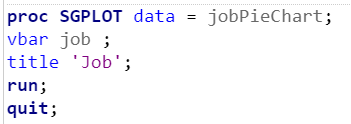 proc SGPLOT data = jobPieChart;
vbar job ;
title 'Job';
run;
quit;